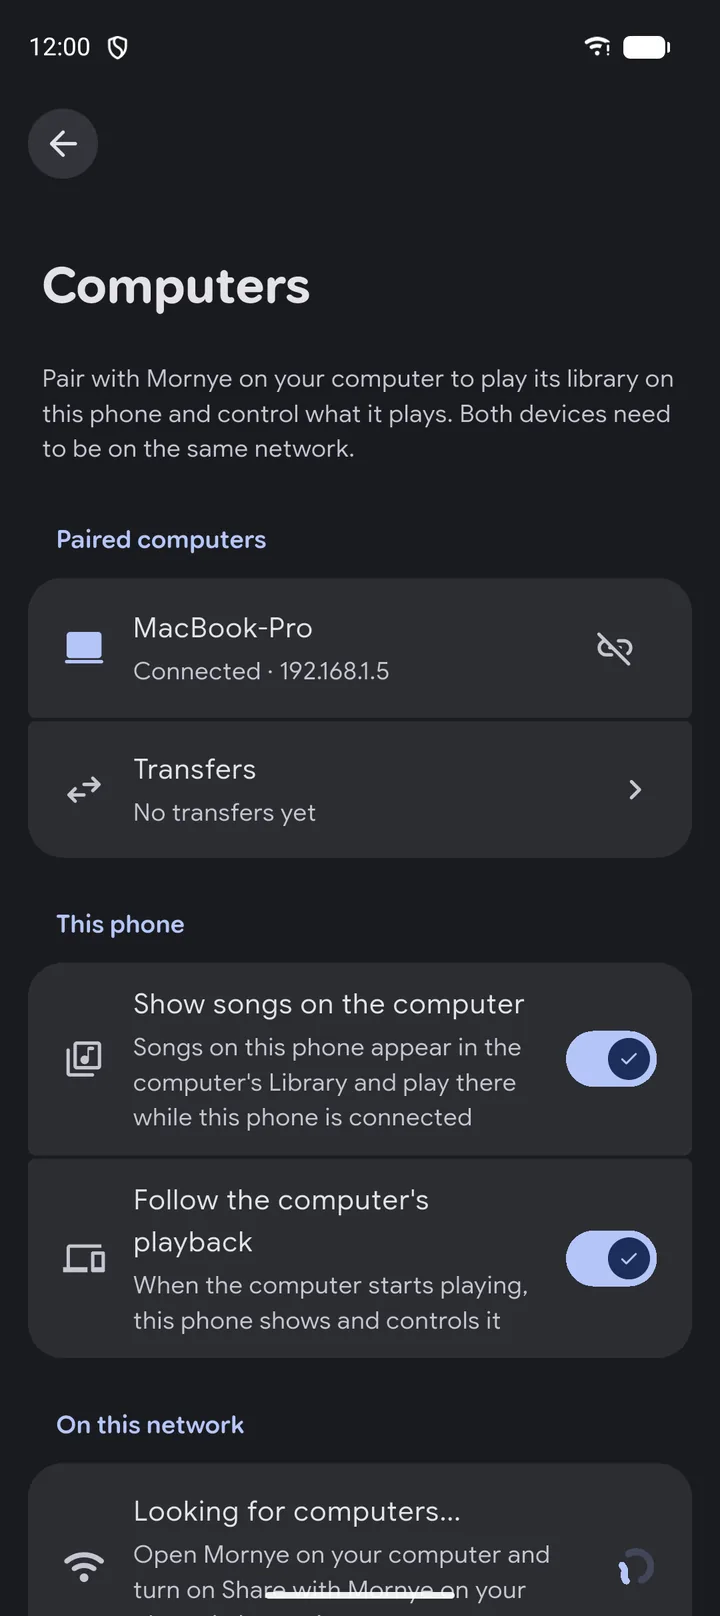 12:00
Computers
Pair with Mornye on your computer to play its library on
this phone and control what it plays. Both devices need
to be on the same network.
Paired computers
MacBook-Pro
Connected · 192.168.1.5
Transfers
No transfers yet
This phone
Show songs on the computer
Songs on this phone appear in the
computer's Library and play there
while this phone is connected
Follow the computer's
playback
When the computer starts playing,
this phone shows and controls it
On this network
Looking for computers...
Open Mornye on your computer and
turn on Share with Mornye on your